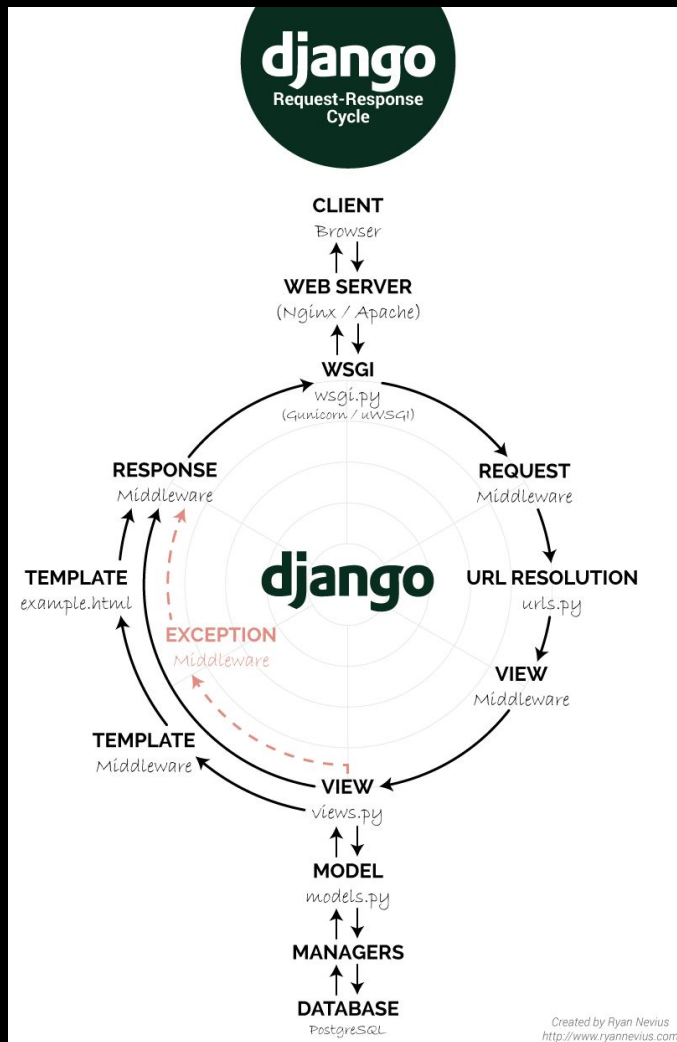 django
Request-Response
Cycle
CLIENT
Browser
WEB SERVER
(Nginx / Apache)
WSGI
wsgi.py
(Gunicorn / uWSGI)
RESPONSE
Middleware
REQUEST
Middleware
TEMPLATE
example.html
django
URL RESOLUTION
urls.py
EXCEPTION
Middleware
VIEW
Middleware
TEMPLATE
Middleware
VIEW
views.py
MODEL
models.py
MANAGERS
DATABASE
PostgreSQL
Created by Ryan Nevius
http://www.ryannevius.com